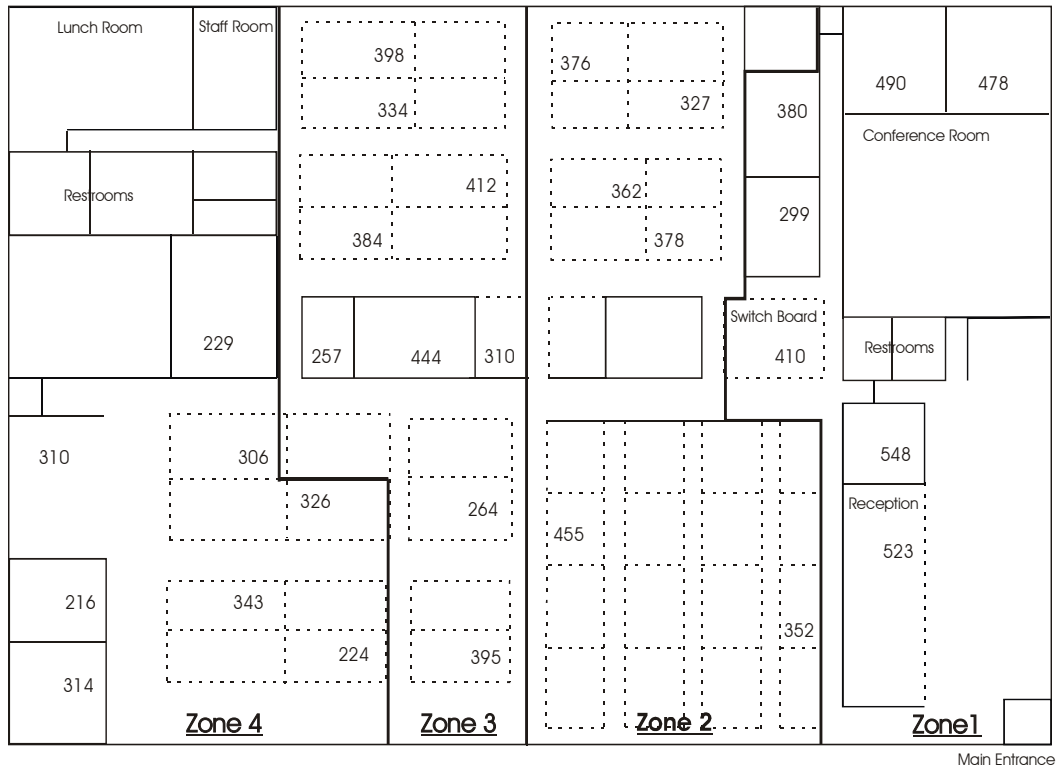 Lunch Room
Staff Room
398
376
490
478
334
327
380
Conference Room
Restrooms
412
362
299
384
378
Switch Board
229
257
444
310
410
Restrooms
310
306
548
326
264
Reception
455
523
216
343
352
314
224
395
Zone 4
Zone 3
Zone 2
Zone1
Main Entrance